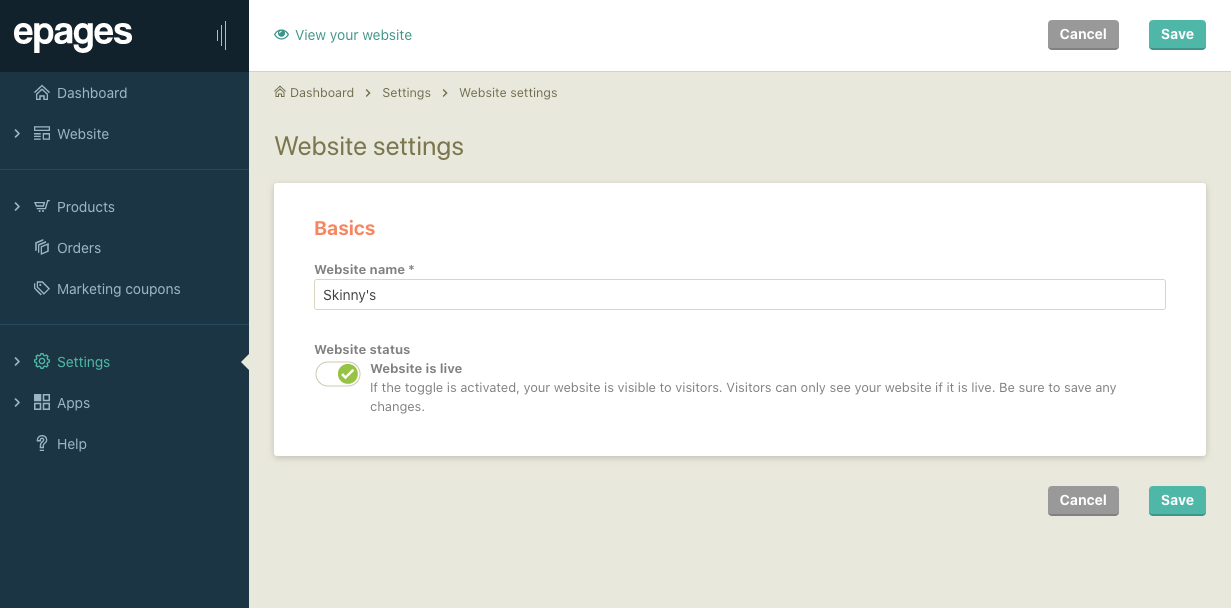 epages
View your website
Cancel
Save
Dashboard
Website
Products
Orders
Marketing coupons
Settings
Apps
Help
Dashboard > Settings > Website settings
Website settings
Basics
Website name *
Skinny's
Website status
Website is live
If the toggle is activated, your website is visible to visitors. Visitors can only see your website if it is live. Be sure to save any
changes.
Cancel
Save